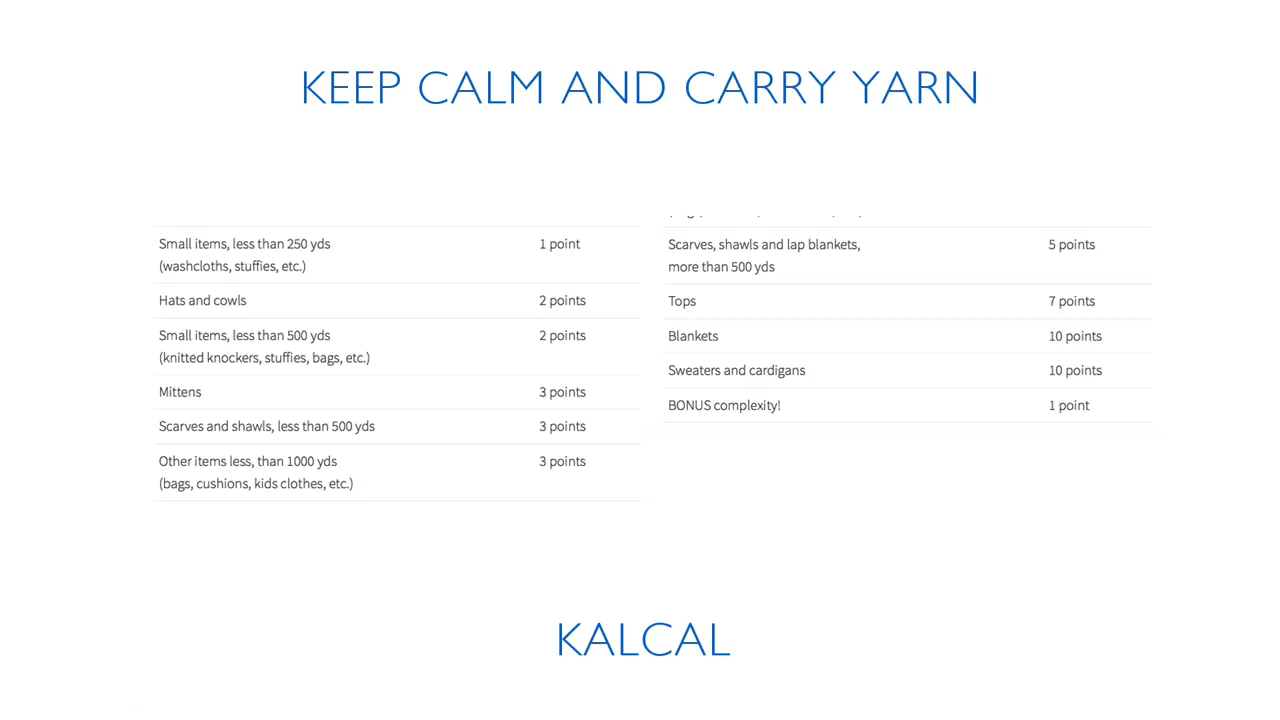 KEEP CALM AND CARRY YARN
Small items, less than 250 yds 1 point
(washcloths, stuffies, etc.)
Hats and cowls 2 points
Small items, less than 500 yds 2 points
(knitted knockers, stuffies, bags, etc.)
Mittens 3 points
Scarves and shawls, less than 500 yds 3 points
Other items less, than 1000 yds 3 points
(bags, cushions, kids clothes, etc.)
Scarves, shawls and lap blankets, 5 points
more than 500 yds
Tops 7 points
Blankets 10 points
Sweaters and cardigans 10 points
BONUS complexity! 1 point
KALCAL